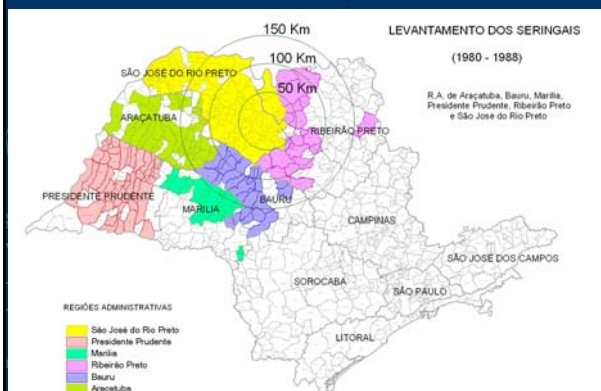 150 Km
LEVANTAMENTO DOS SERINGAIS
(1980 - 1988)
100 Km
SÃO JOSÉ DO RIO PRETO
50 Km
R.A. de Araçatuba, Bauru, Marilia,
Presidente Prudente, Ribeirão Preto
e São José do Rio Preto
ARAÇATUBA
RIBEIRÃO PRETO
PRESIDENTE PRUDENTE
MARILIA
BAURU
CAMPINAS
SÃO JOSÉ DOS CAMPOS
SOROCABA
SÃO PAULO
LITORAL
REGIÕES ADMINISTRATIVAS
São José do Rio Preto
Presidente Prudente
Marilia
Ribeirão Preto
Bauru
Araçatuba